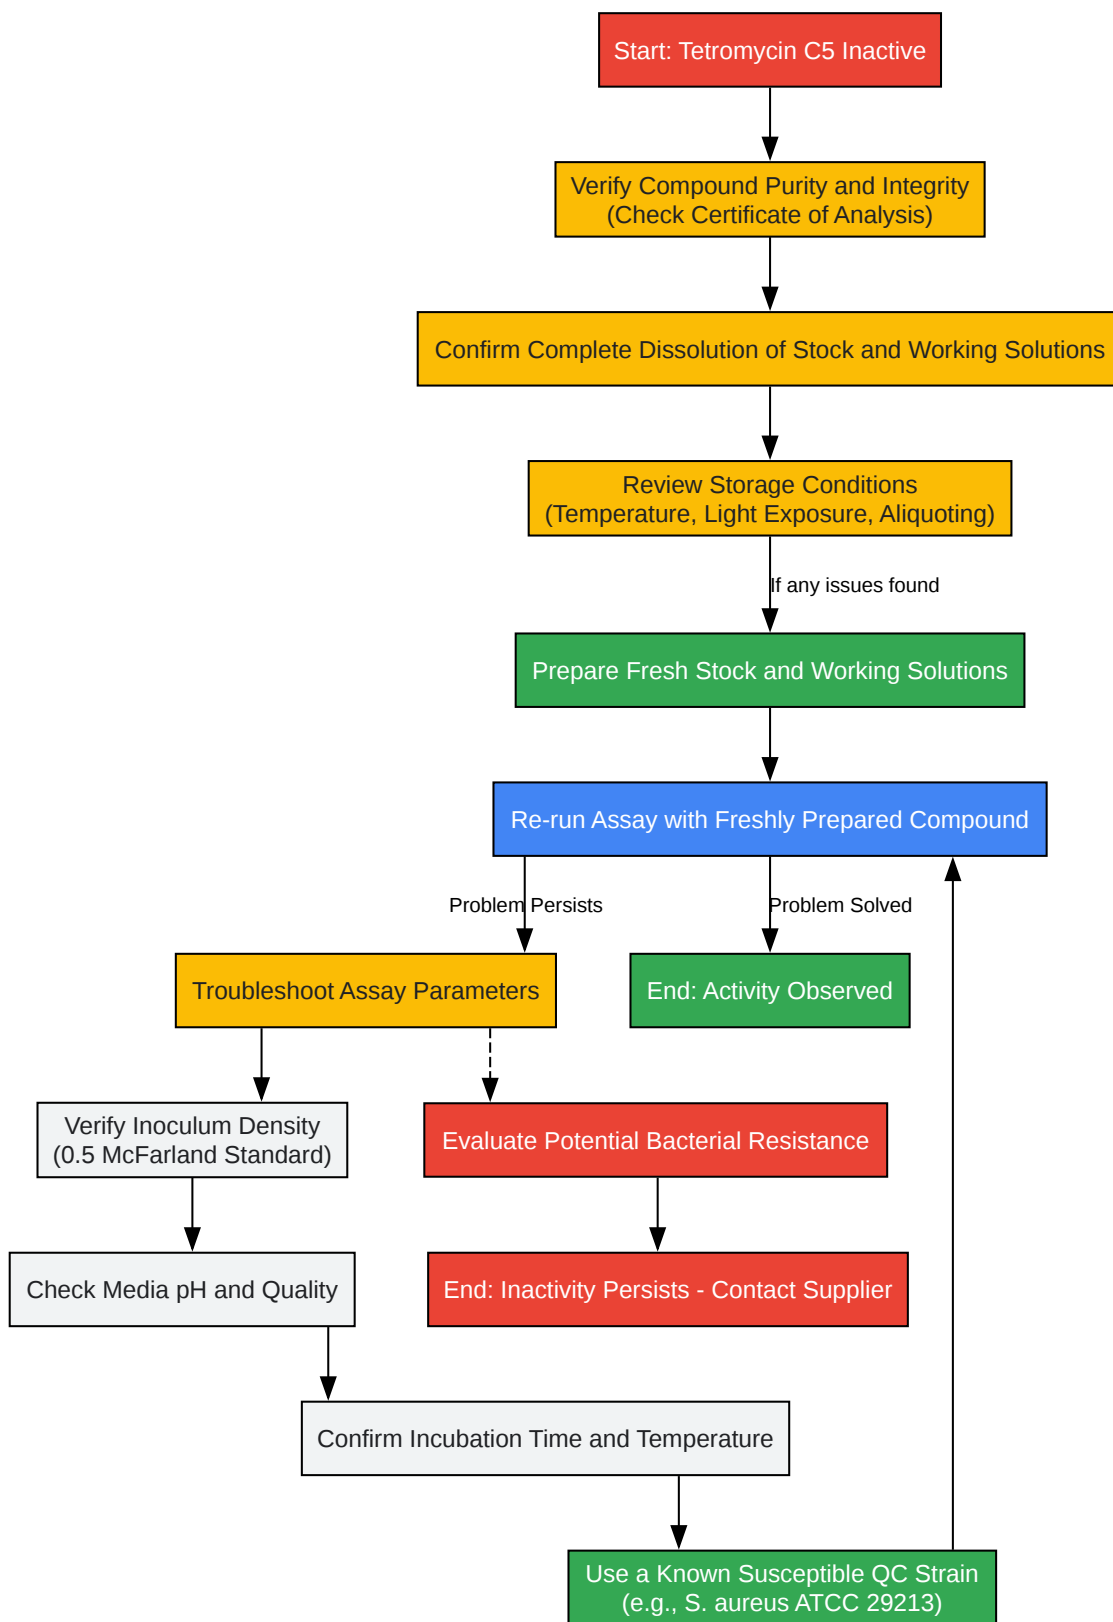 Start: Tetromycin C5 Inactive
Verify Compound Purity and Integrity
(Check Certificate of Analysis)
Confirm Complete Dissolution of Stock and Working Solutions
Review Storage Conditions
(Temperature, Light Exposure, Aliquoting)
If any issues found
Prepare Fresh Stock and Working Solutions
Re-run Assay with Freshly Prepared Compound
Problem Persists
Problem Solved
Troubleshoot Assay Parameters
End: Activity Observed
Verify Inoculum Density
(0.5 McFarland Standard)
Evaluate Potential Bacterial Resistance
Check Media pH and Quality
End: Inactivity Persists - Contact Supplier
Confirm Incubation Time and Temperature
Use a Known Susceptible QC Strain
(e.g., S. aureus ATCC 29213)